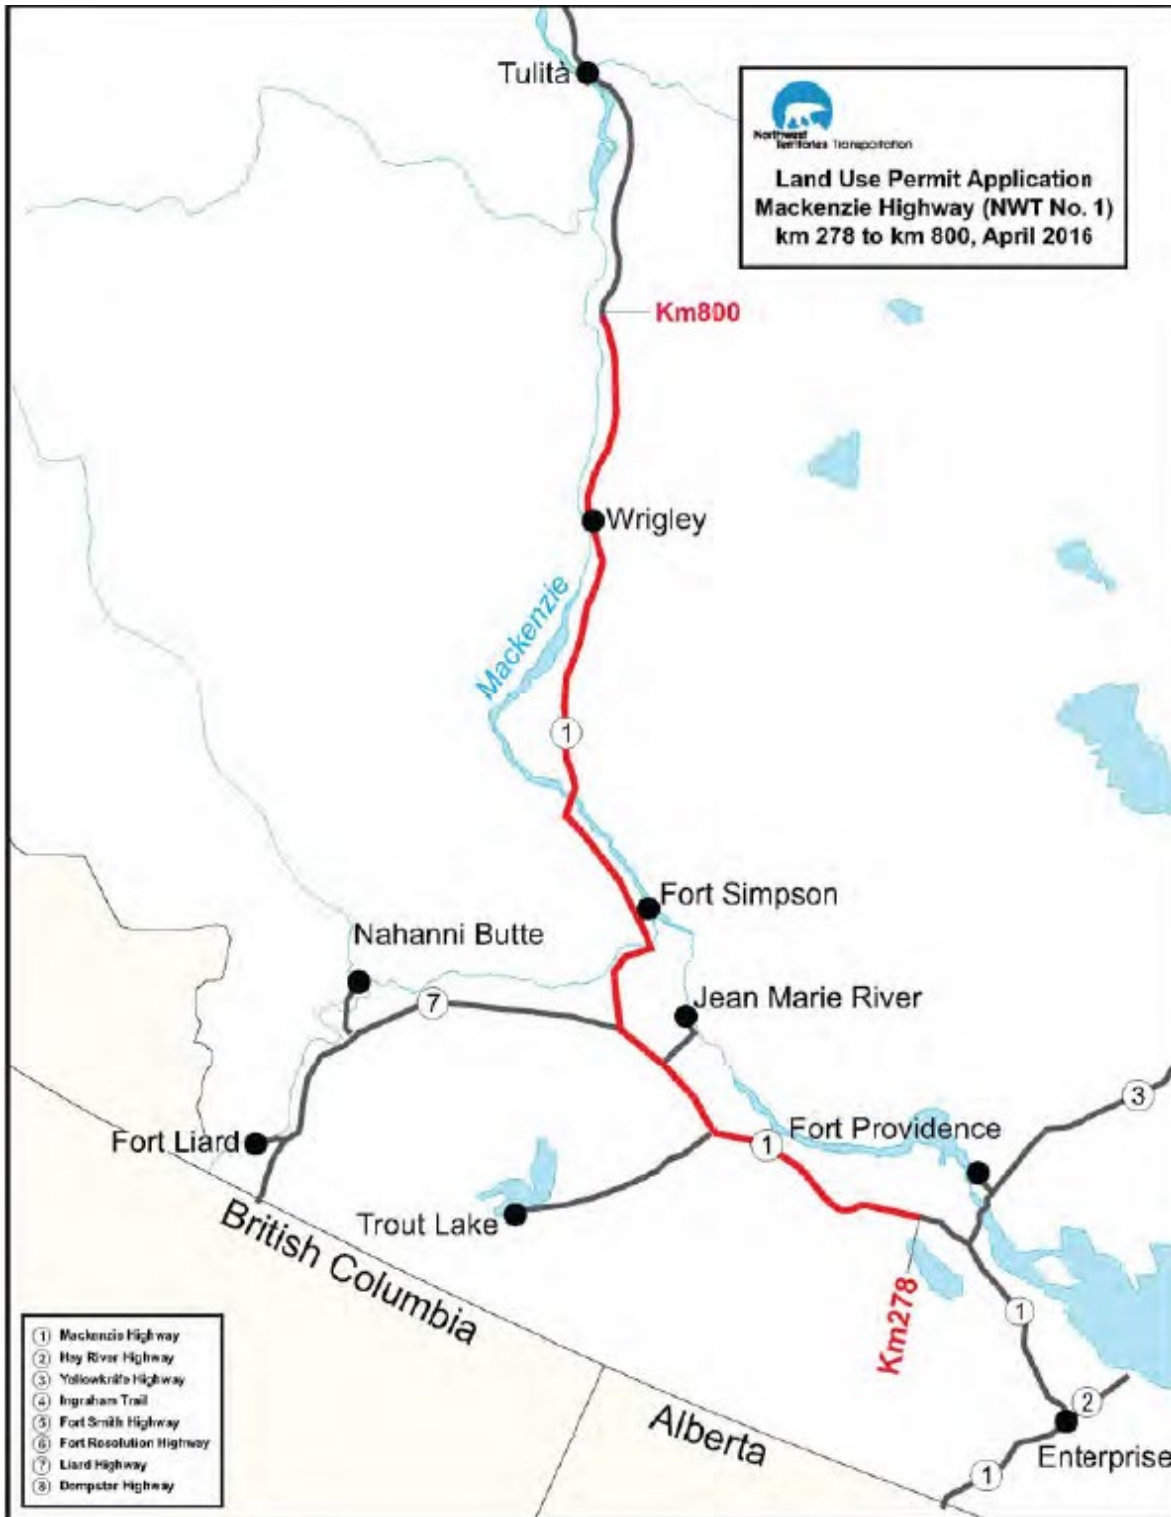 Tulità
Northwest
Territories Transportation
Land Use Permit Application
Mackenzie Highway (NWT No. 1)
km 278 to km 800, April 2016
Km800
Wrigley
Mackenzie
1
Fort Simpson
Nahanni Butte
7
Jean Marie River
3
Fort Liard
1
Fort Providence
Trout Lake
British Columbia
Km278
1
2
Alberta
Enterprise
1
1 Mackenzie Highway
2 Hay River Highway
3 Yellowknife Highway
4 Ingraham Trail
5 Fort Smith Highway
6 Fort Resolution Highway
7 Liard Highway
8 Dempster Highway